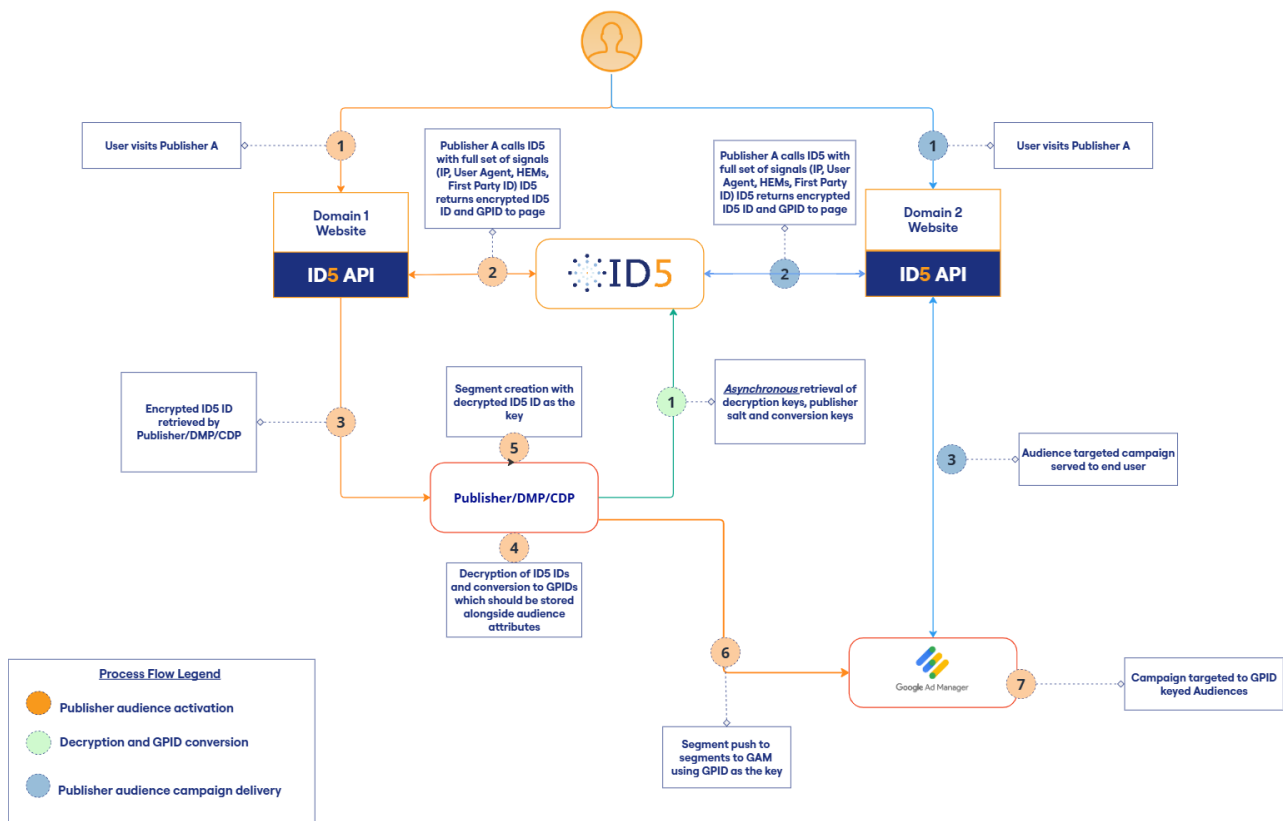 1
1
User visits Publisher A
Publisher A calls ID5
with full set of signals
(IP, User Agent, HEMs,
First Party ID) ID5
returns encrypted ID5
ID and GPID to page
Publisher A calls ID5 with
full set of signals (IP, User
Agent, HEMs, First Party
ID) ID5 returns encrypted
ID5 ID and GPID to page
User visits Publisher A
Domain 1
Website
ID5 API
2
ID5
2
Domain 2
Website
ID5 API
Encrypted ID5 ID
retrieved by
Publisher/DMP/CDP
3
Segment creation with
decrypted ID5 ID as the
key
5
1
Asynchronous retrieval of
decryption keys, publisher
salt and conversion keys
3
Audience targeted campaign
served to end user
Publisher/DMP/CDP
4
Decryption of ID5 IDs
and conversion to GPIDs
which should be stored
alongside audience
attributes
6
Google Ad Manager
7
Campaign targeted to GPID
keyed Audiences
Segment push to
segments to GAM
using GPID as the key
Process Flow Legend
Publisher audience activation
Decryption and GPID conversion
Publisher audience campaign delivery